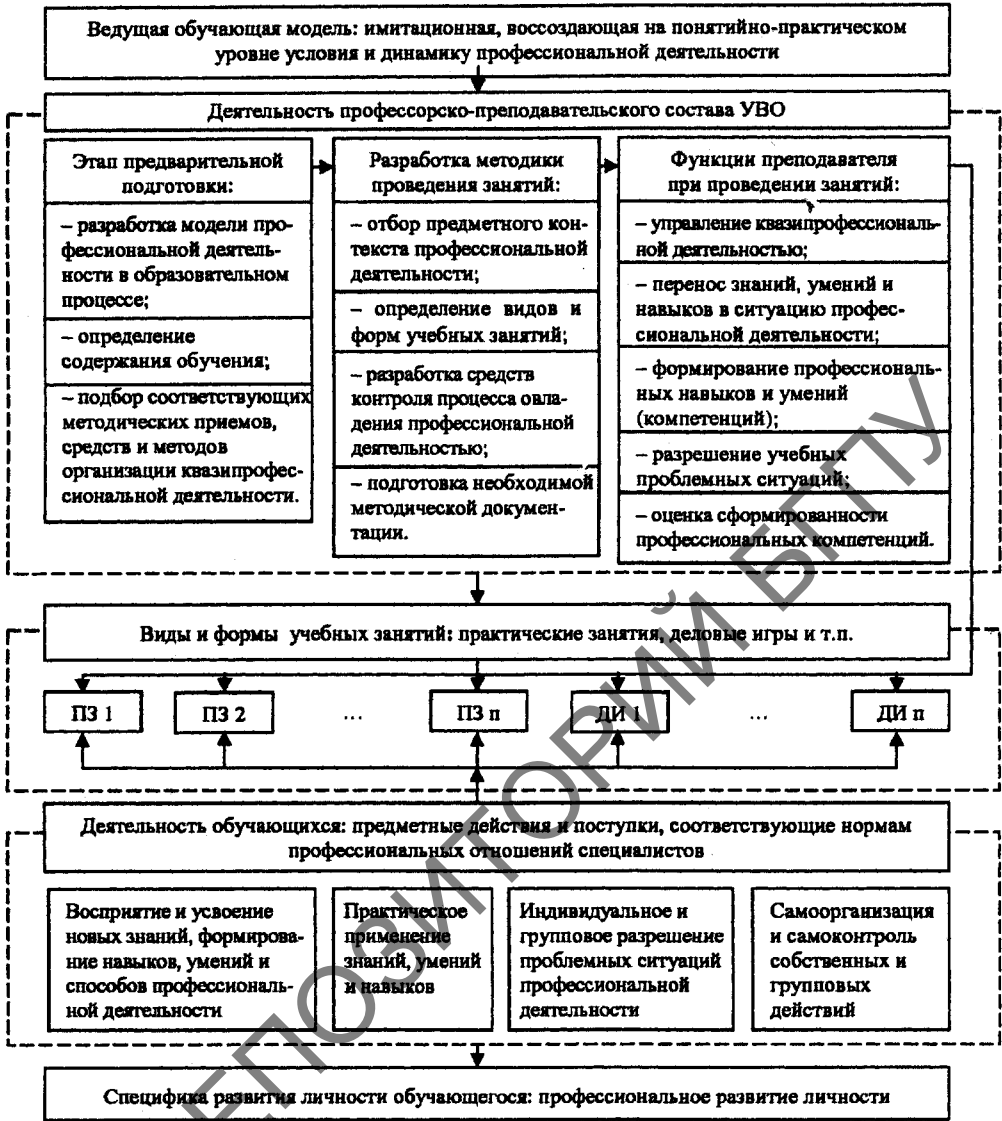 Ведущая обучающая модель: имитационная, воссоздающая на понятийно-практическом
уровне условия и динамику профессиональной деятельности
Деятельность профессорско-преподавательского состава УВО
Этап предварительной
подготовки:
– разработка модели про-
фессиональной деятель-
ности в образовательном
процессе;
– определение
содержания обучения;
– подбор соответствующих
методических приемов,
средств и методов
организации квазипрофес-
сиональной деятельности.
Разработка методики
проведения занятий:
– отбор предметного кон-
текста профессиональной
деятельности;
– определение видов и
форм учебных занятий;
– разработка средств
контроля процесса овла-
дения профессиональной
деятельностью;
– подготовка необходимой
методической докумен-
тации.
Функции преподавателя
при проведении занятий:
– управление квазипрофессиональ-
ной деятельностью;
– перенос знаний, умений и
навыков в ситуацию профес-
сиональной деятельности;
– формирование профессиональ-
ных навыков и умений
(компетенций);
– разрешение учебных
проблемных ситуаций;
– оценка сформированности
профессиональных компетенций.
Виды и формы учебных занятий: практические занятия, деловые игры и т.п.
ПЗ 1 ПЗ 2 ... ПЗ n ДИ 1 ... ДИ n
Деятельность обучающихся: предметные действия и поступки, соответствующие нормам
профессиональных отношений специалистов
Восприятие и усвоение
новых знаний, формирова-
ние навыков, умений и
способов профессиональ-
ной деятельности
Практическое
применение
знаний, умений
и навыков
Индивидуальное и
групповое разрешение
проблемных ситуаций
профессиональной
деятельности
Самоорганизация
и самоконтроль
собственных и
групповых
действий
Специфика развития личности обучающегося: профессиональное развитие личности
ЕПОЗИТОРИЙ БГПУ